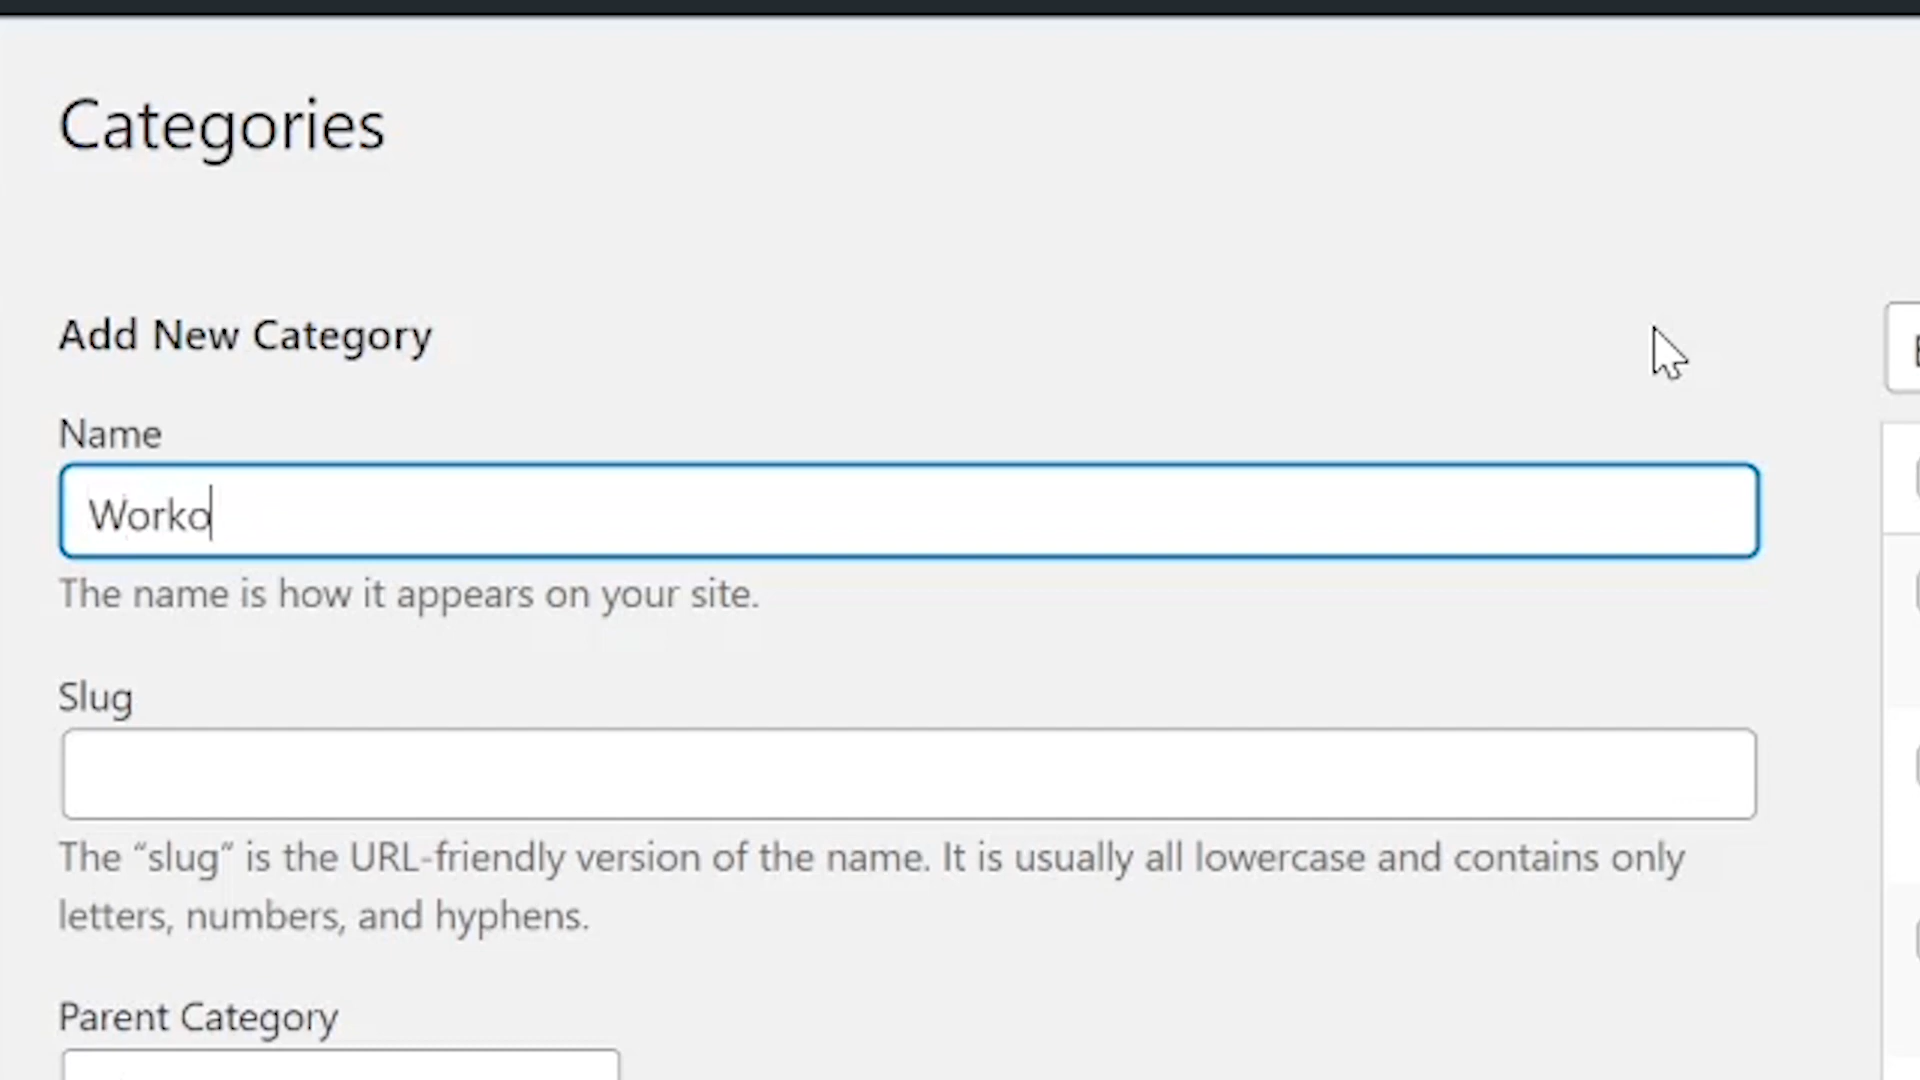 Categories
Add New Category
Name
Worko
The name is how it appears on your site.
Slug
The “slug” is the URL-friendly version of the name. It is usually all lowercase and contains only
letters, numbers, and hyphens.
Parent Category